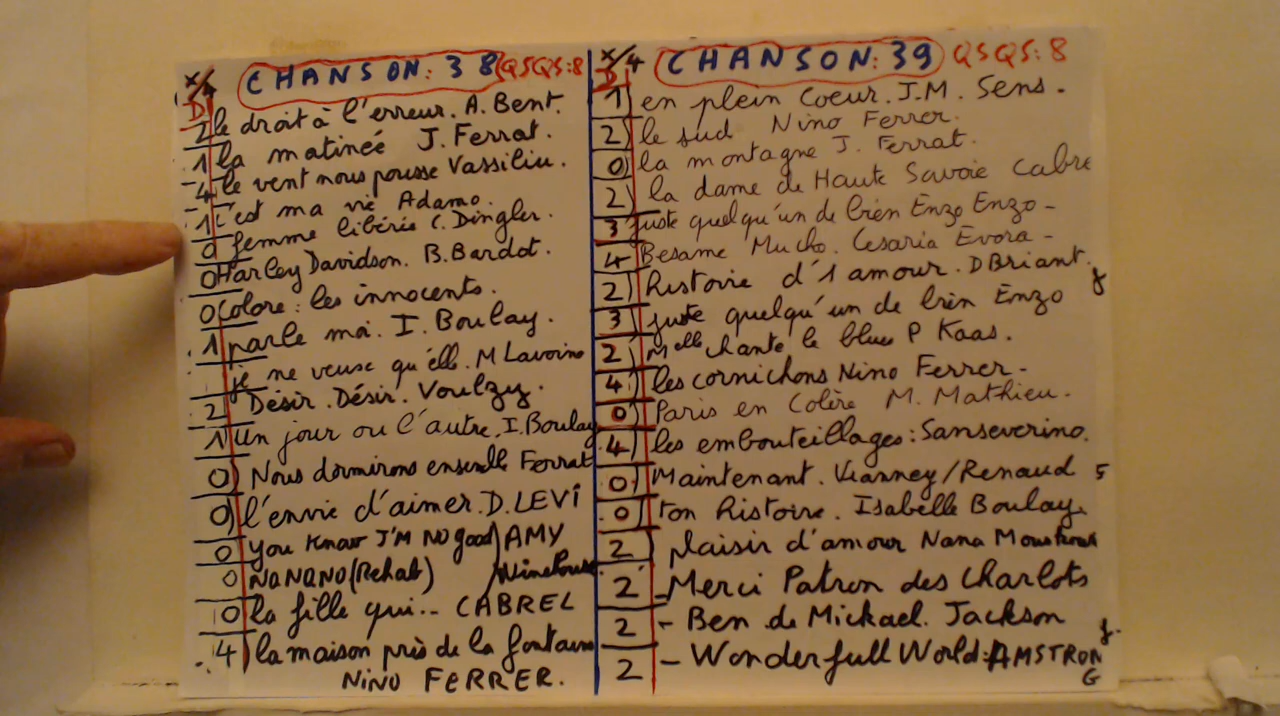 x/4 CHANSON: 38 QSQS:8
D
2 le droit à l'erreur. A. Bent.
1 la matinée J. Ferrat.
4 le vent nous pousse Vassiliu.
1 C'est ma vie Adamo.
0 femme libérée C. Dingler.
0 Harley Davidson. B. Bardot.
0 Colore: les innocents.
1 parle moi. I. Boulay.
je ne veuse qu'elle. M Lavoine
2 Désir. Désir. Voulzy.
1 Un jour ou l'autre. I. Boulay
0 Nous dormirons ensemble Ferrat
0 l'envie d'aimer. D. LEVI
0 You Know I'M NO good AMY
0 NANANO (Rehab) Winehouse
0 la fille qui... CABREL
4 la maison près de la fontaine
NINO FERRER.
x/4 CHANSON: 39 QSQS: 8
D
1 en plein Coeur. J.M. Sens.
2 le sud Nino Ferrer.
0 la montagne J. Ferrat.
2 la dame de Haute Savoie Cabre
3 juste quelqu'un de bien Enzo Enzo -
4 Besame Mucho. Cesaria Evora -
2 histoire d'1 amour. D Briant.
3 juste quelqu'un de bien Enzo
2 Melle chante le blues P Kaas.
4 les cornichons Nino Ferrer -
0 Paris en Colère M. Mathieu.
4 les embouteillages: Sanseverino.
0 Maintenant. Vianney/Renaud 5
0 ton histoire. Isabelle Boulay.
2 plaisir d'amour Nana Mouskouri
2 - Merci Patron des Charlots
2 - Ben de Mickael. Jackson
2 - Wonderfull World: AMSTRON
G